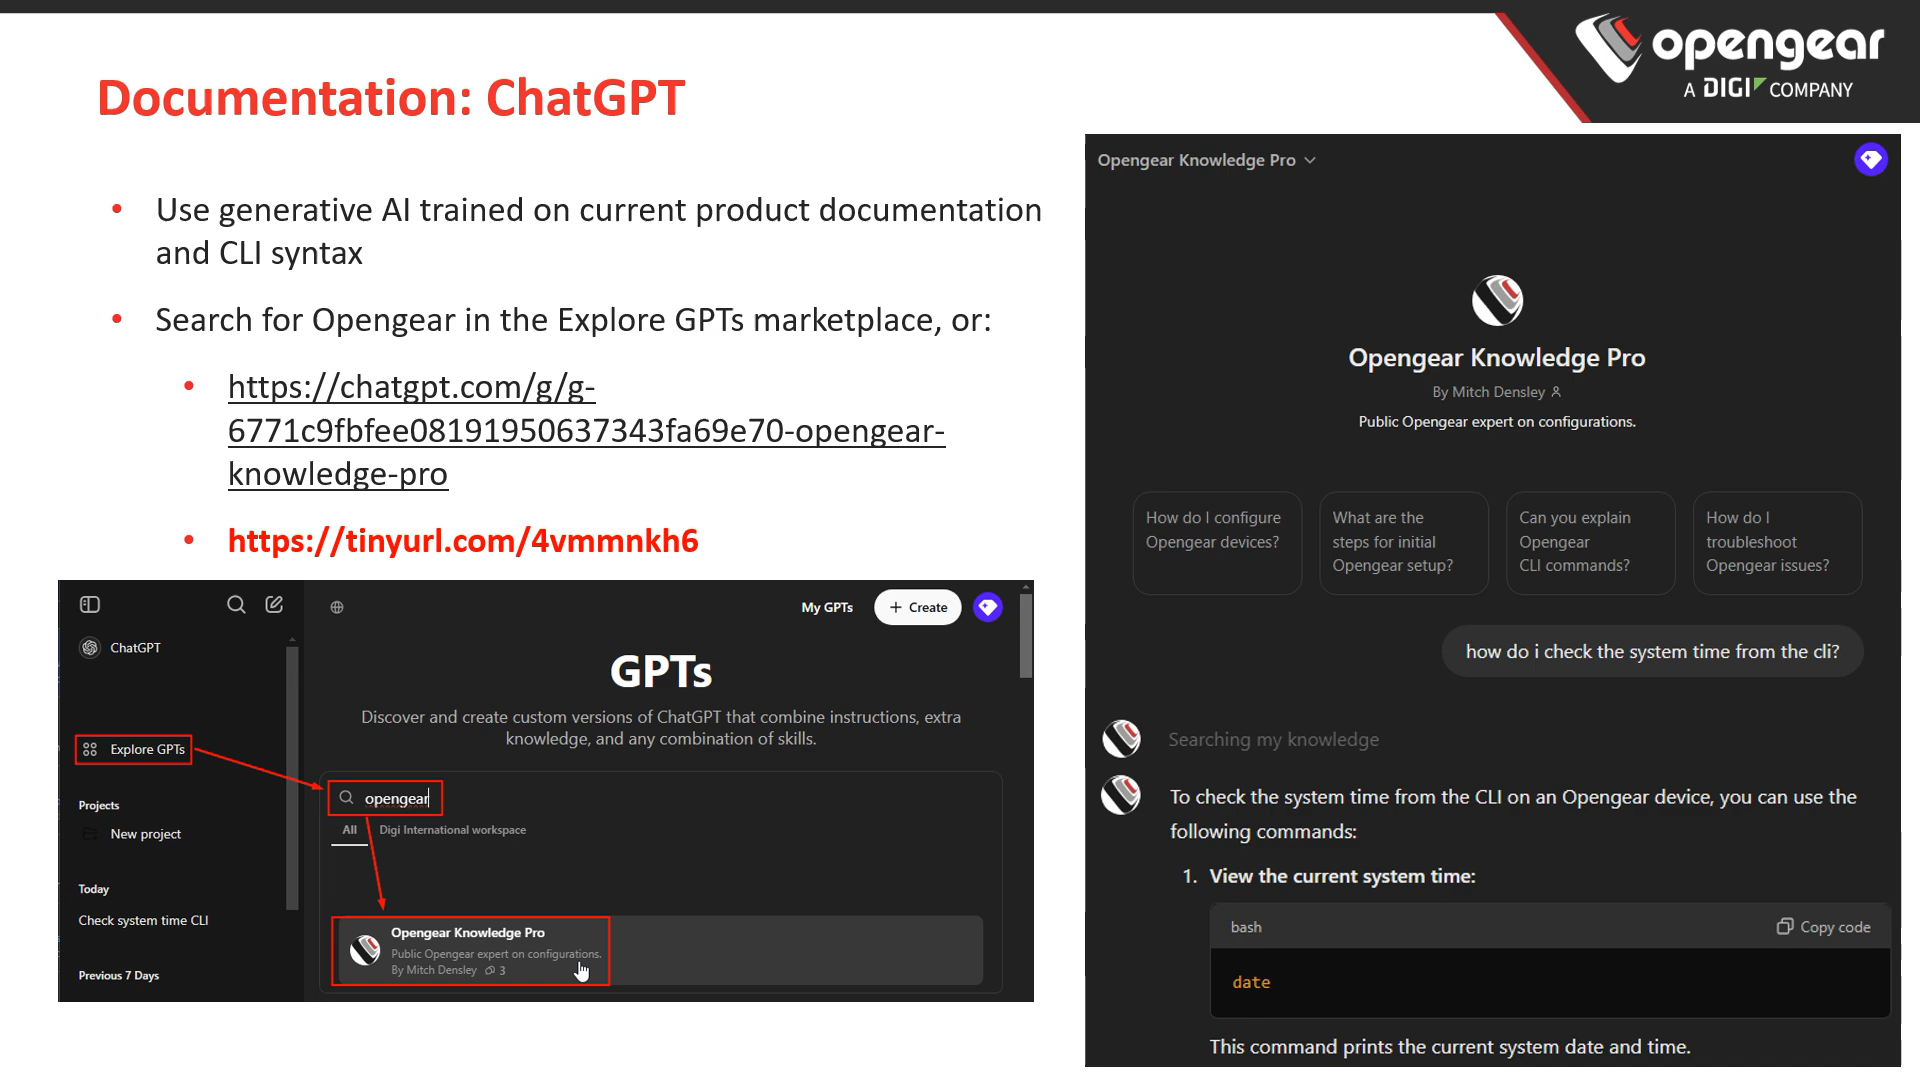 opengear
A DIGI COMPANY
Documentation: ChatGPT
• Use generative AI trained on current product documentation
and CLI syntax
• Search for Opengear in the Explore GPTs marketplace, or:
• https://chatgpt.com/g/g-
6771c9fbfee08191950637343fa69e70-opengear-
knowledge-pro
• https://tinyurl.com/4vmmnkh6
ChatGPT
Explore GPTs
Projects
New project
Today
Check system time CLI
Previous 7 Days
My GPTs
+ Create
GPTs
Discover and create custom versions of ChatGPT that combine instructions, extra
knowledge, and any combination of skills.
opengear
All Digi International workspace
Opengear Knowledge Pro
Public Opengear expert on configurations.
By Mitch Densley 3
Opengear Knowledge Pro
Opengear Knowledge Pro
By Mitch Densley
Public Opengear expert on configurations.
How do I configure
Opengear devices?
What are the
steps for initial
Opengear setup?
Can you explain
Opengear
CLI commands?
How do I
troubleshoot
Opengear issues?
how do i check the system time from the cli?
Searching my knowledge
To check the system time from the CLI on an Opengear device, you can use the
following commands:
1. View the current system time:
bash Copy code
date
This command prints the current system date and time.